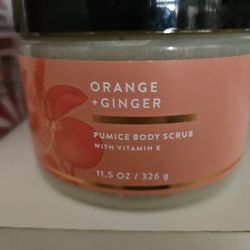 ORANGE
+GINGER
PUMICE BODY SCRUB
WITH VITAMIN E
11.5 OZ / 326 g